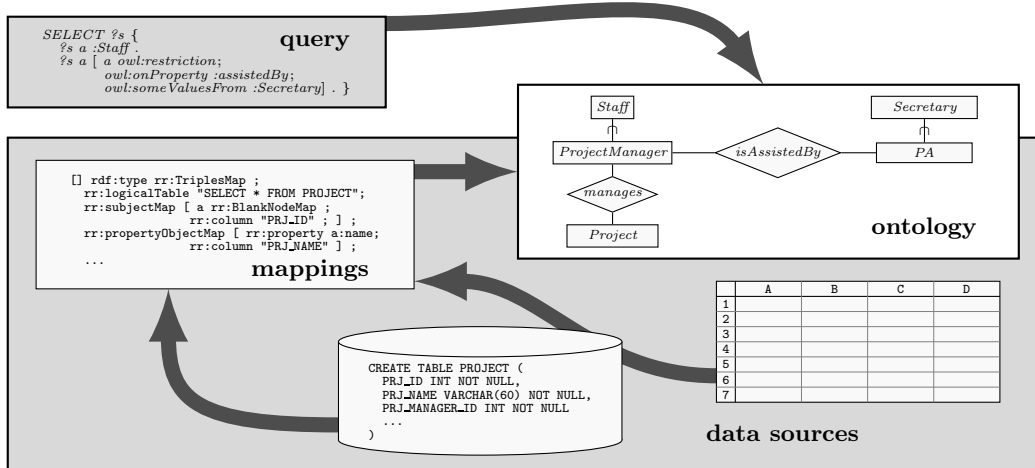 SELECT ?s {
?s a :Staff .
?s a [ a owl:restriction;
owl:onProperty :assistedBy;
owl:someValuesFrom :Secretary] . }
query
Staff
∩
ProjectManager
manages
Project
isAssistedBy
Secretary
∩
PA
ontology
[] rdf:type rr:TriplesMap ;
rr:logicalTable "SELECT * FROM PROJECT";
rr:subjectMap [ a rr:BlankNodeMap ;
rr:column "PRJ_ID" ; ] ;
rr:propertyObjectMap [ rr:property a:name;
rr:column "PRJ_NAME" ] ;
...
mappings
CREATE TABLE PROJECT (
PRJ_ID INT NOT NULL,
PRJ_NAME VARCHAR(60) NOT NULL,
PRJ_MANAGER_ID INT NOT NULL
...
)
A B C D
1
2
3
4
5
6
7
data sources